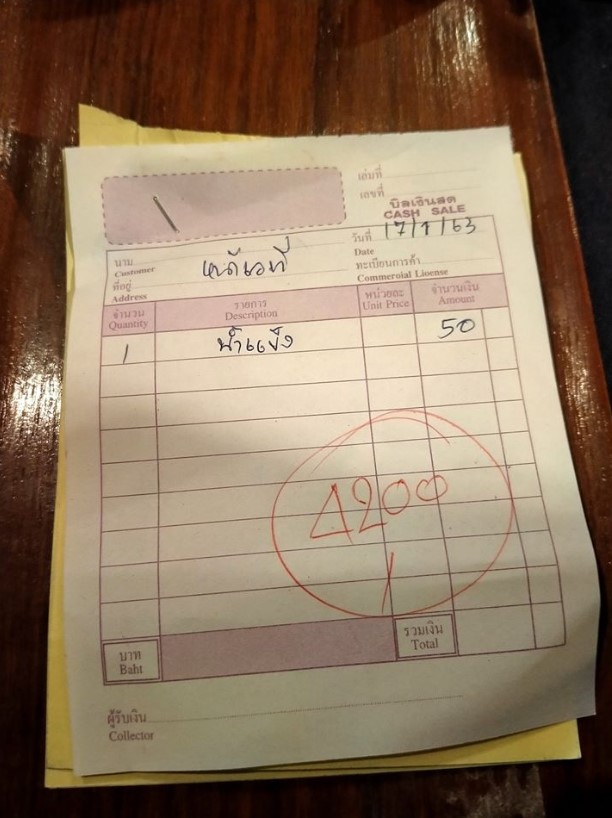 เล่มที่
เลขที่
บิลเงินสด
CASH SALE
วันที่ 17/1/63
Date
นาม หน้าเวที
Customer
ทะเบียนการค้า
Commercial License
ที่อยู่
Address
จำนวน รายการ หน่วยละ จำนวนเงิน
Quantity Description Unit Price Amount
1 น้ำแข็ง 50
4200
บาท รวมเงิน
Baht Total
ผู้รับเงิน
Collector